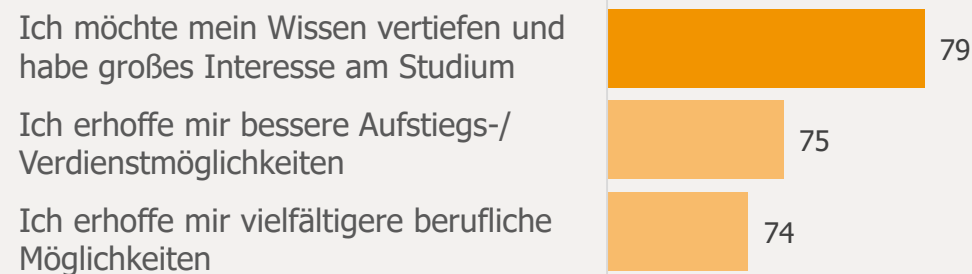 Ich möchte mein Wissen vertiefen und
habe großes Interesse am Studium
79
Ich erhoffe mir bessere Aufstiegs-/
Verdienstmöglichkeiten
75
Ich erhoffe mir vielfältigere berufliche
Möglichkeiten
74